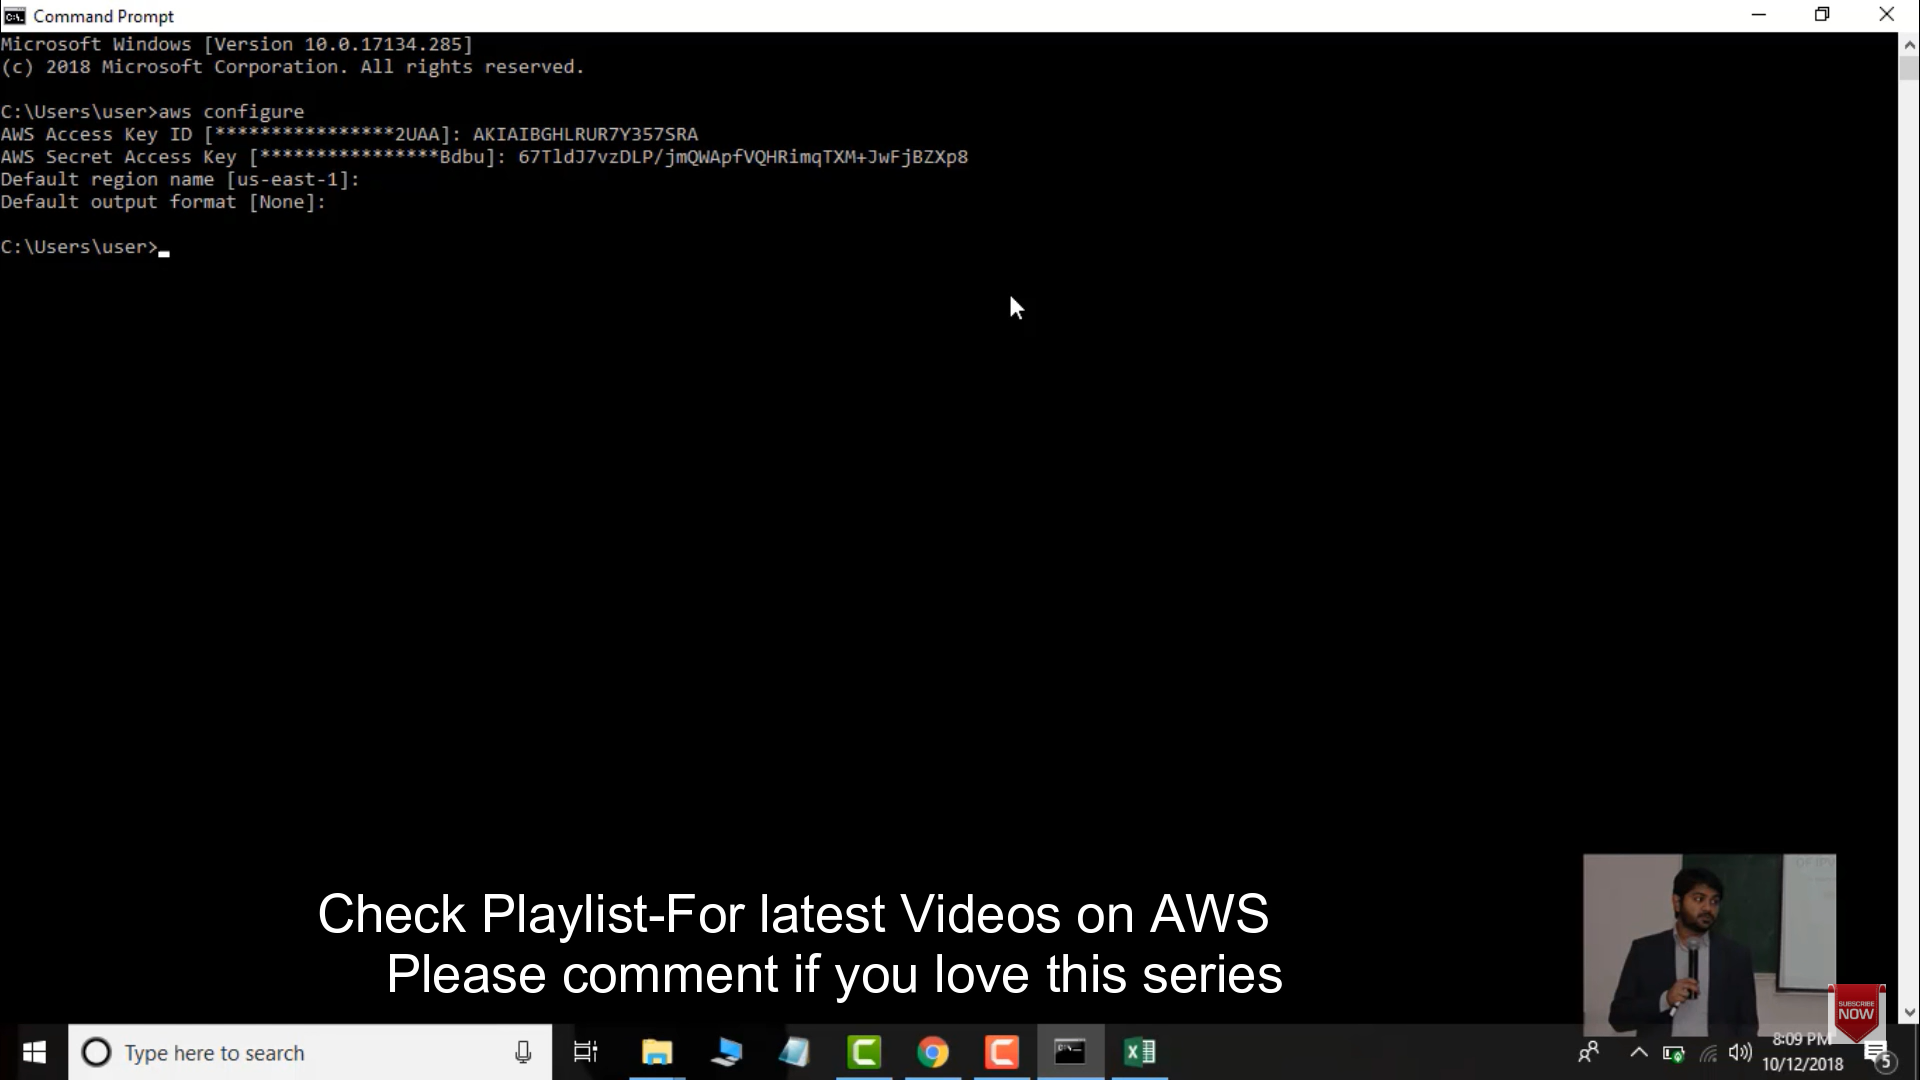 Command Prompt
Microsoft Windows [Version 10.0.17134.285]
(c) 2018 Microsoft Corporation. All rights reserved.
C:\Users\user>aws configure
AWS Access Key ID [****************2UAA]: AKIAIBGHLRUR7Y357SRA
AWS Secret Access Key [****************Bdbu]: 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
Default region name [us-east-1]:
Default output format [None]:
C:\Users\user>
Check Playlist-For latest Videos on AWS
Please comment if you love this series
SUBSCRIBE
NOW
Type here to search
8:09 PM
10/12/2018
5